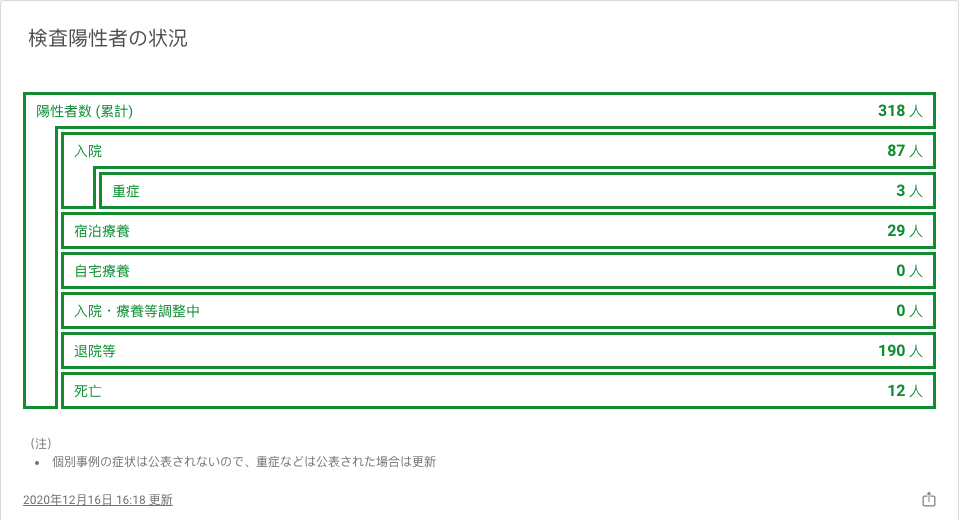 検査陽性者の状況
陽性者数 (累計) 318 人
入院 87 人
重症 3 人
宿泊療養 29 人
自宅療養 0 人
入院・療養等調整中 0 人
退院等 190 人
死亡 12 人
（注）
• 個別事例の症状は公表されないので、重症などは公表された場合は更新
2020年12月16日 16:18 更新